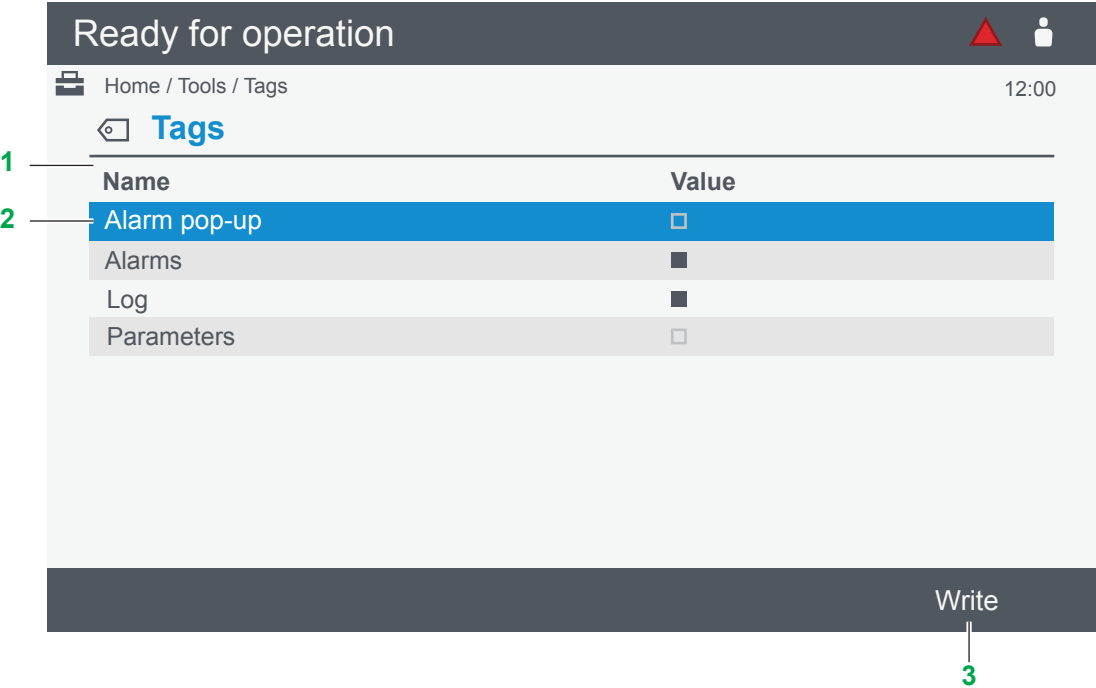 Ready for operation
Home / Tools / Tags
12:00
Tags
1
Name Value
2
Alarm pop-up
Alarms
Log
Parameters
Write
3